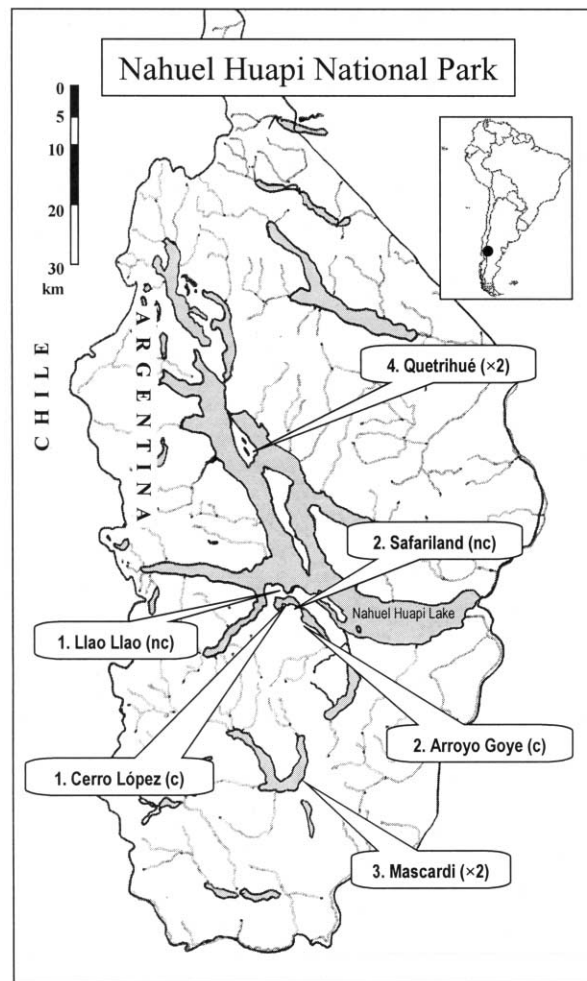 Nahuel Huapi National Park
0
5
10
20
30
km
CHILE
ARGENTINA
4. Quetrihué (×2)
2. Safariland (nc)
Nahuel Huapi Lake
1. Llao Llao (nc)
2. Arroyo Goye (c)
1. Cerro López (c)
3. Mascardi (×2)